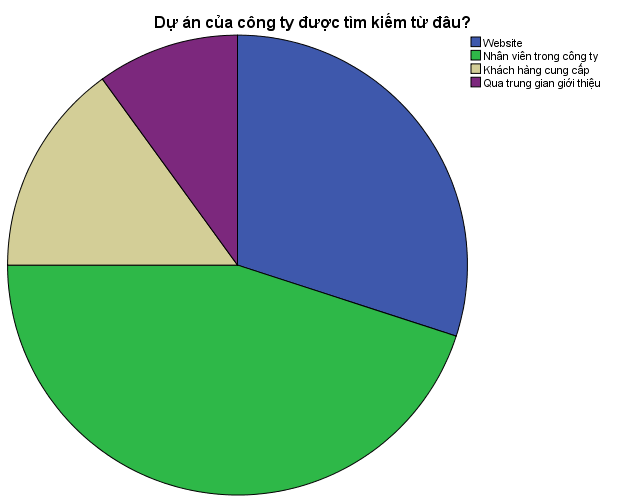 Dự án của công ty được tìm kiếm từ đâu?
Website
Nhân viên trong công ty
Khách hàng cung cấp
Qua trung gian giới thiệu